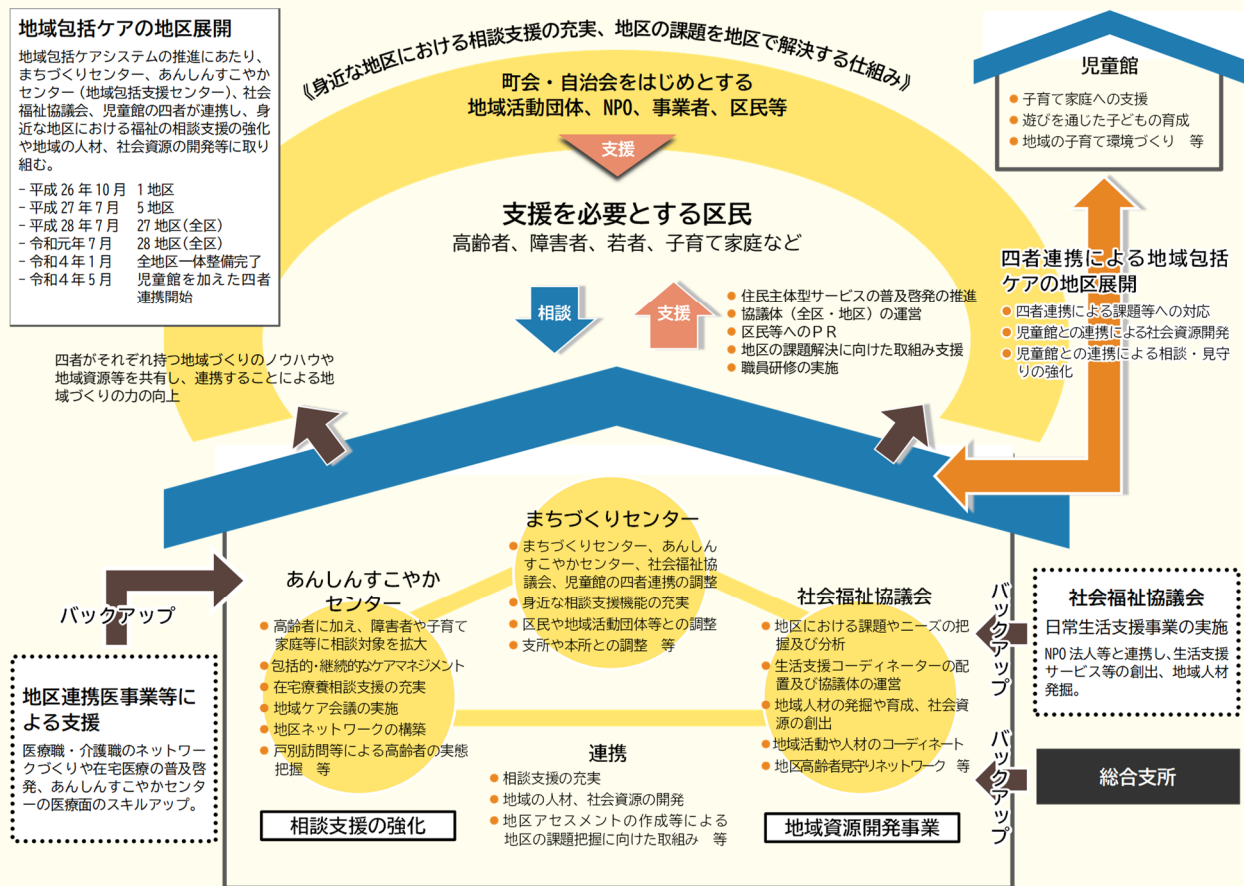 地域包括ケアの地区展開
地域包括ケアシステムの推進にあたり、
まちづくりセンター、あんしんすこやか
センター(地域包括支援センター)、社会
福祉協議会、児童館の四者が連携し、身
近な地区における福祉の相談支援の強化
や地域の人材、社会資源の開発等に取り
組む。
- 平成26年10月 1地区
- 平成27年7月 5地区
- 平成28年7月 27地区(全区)
- 令和元年7月 28地区(全区)
- 令和4年1月 全地区一体整備完了
- 令和4年5月 児童館を加えた四者
連携開始
《身近な地区における相談支援の充実、地区の課題を地区で解決する仕組み》
町会・自治会をはじめとする
地域活動団体、NPO、事業者、区民等
支援
支援を必要とする区民
高齢者、障害者、若者、子育て家庭など
相談
支援
● 住民主体型サービスの普及啓発の推進
● 協議体(全区・地区)の運営
● 区民等へのPR
● 地区の課題解決に向けた取組み支援
● 職員研修の実施
児童館
● 子育て家庭への支援
● 遊びを通じた子どもの育成
● 地域の子育て環境づくり 等
四者連携による地域包括
ケアの地区展開
● 四者連携による課題等への対応
● 児童館との連携による社会資源開発
● 児童館との連携による相談・見守
りの強化
四者がそれぞれ持つ地域づくりのノウハウや
地域資源等を共有し、連携することによる地
域づくりの力の向上
まちづくりセンター
● まちづくりセンター、あんしん
すこやかセンター、社会福祉協
議会、児童館の四者連携の調整
● 身近な相談支援機能の充実
● 区民や地域活動団体等との調整
● 支所や本所との調整 等
あんしんすこやか
センター
● 高齢者に加え、障害者や子育て
家庭等に相談対象を拡大
● 包括的・継続的なケアマネジメント
● 在宅療養相談支援の充実
● 地域ケア会議の実施
● 地区ネットワークの構築
● 戸別訪問等による高齢者の実態
把握 等
相談支援の強化
社会福祉協議会
● 地区における課題やニーズの把
握及び分析
● 生活支援コーディネーターの配
置及び協議体の運営
● 地域人材の発掘や育成、社会資
源の創出
● 地域活動や人材のコーディネート
● 地区高齢者見守りネットワーク 等
地域資源開発事業
連携
● 相談支援の充実
● 地域の人材、社会資源の開発
● 地区アセスメントの作成等による
地区の課題把握に向けた取組み 等
バックアップ
地区連携医事業等に
よる支援
医療職・介護職のネットワー
クづくりや在宅医療の普及啓
発、あんしんすこやかセンタ
ーの医療面のスキルアップ。
バックアップ
社会福祉協議会
日常生活支援事業の実施
NPO法人等と連携し、生活支援
サービス等の創出、地域人材
発掘。
バックアップ
総合支所